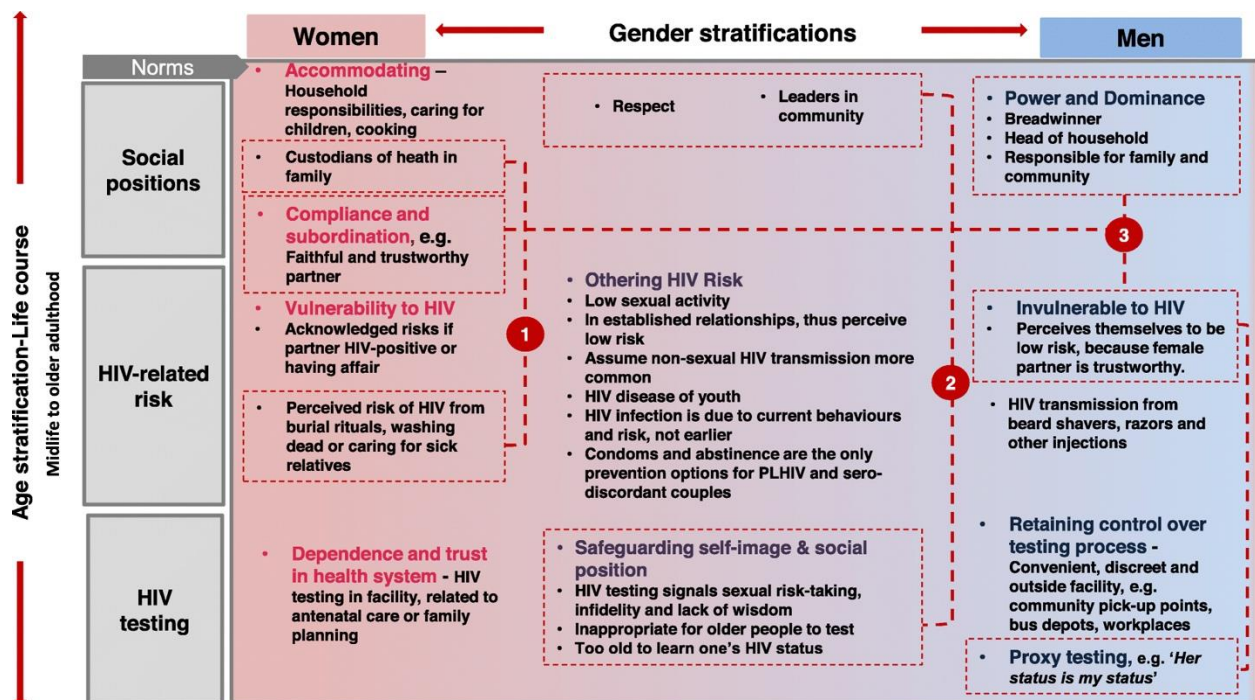 Women
Gender stratifications
Men
Norms
Age stratification-Life course
Midlife to older adulthood
Social
positions
• Accommodating –
Household
responsibilities, caring for
children, cooking
• Custodians of heath in
family
• Compliance and
subordination, e.g.
Faithful and trustworthy
partner
• Respect
• Leaders in
community
• Power and Dominance
• Breadwinner
• Head of household
• Responsible for family and
community
3
HIV-related
risk
• Vulnerability to HIV
• Acknowledged risks if
partner HIV-positive or
having affair
• Perceived risk of HIV from
burial rituals, washing
dead or caring for sick
relatives
1
• Othering HIV Risk
• Low sexual activity
• In established relationships, thus perceive
low risk
• Assume non-sexual HIV transmission more
common
• HIV disease of youth
• HIV infection is due to current behaviours
and risk, not earlier
• Condoms and abstinence are the only
prevention options for PLHIV and sero-
discordant couples
2
• Invulnerable to HIV
• Perceives themselves to be
low risk, because female
partner is trustworthy.
• HIV transmission from
beard shavers, razors and
other injections
HIV
testing
• Dependence and trust
in health system - HIV
testing in facility, related to
antenatal care or family
planning
• Safeguarding self-image & social
position
• HIV testing signals sexual risk-taking,
infidelity and lack of wisdom
• Inappropriate for older people to test
• Too old to learn one's HIV status
• Retaining control over
testing process -
Convenient, discreet and
outside facility, e.g.
community pick-up points,
bus depots, workplaces
• Proxy testing, e.g. ‘Her
status is my status’